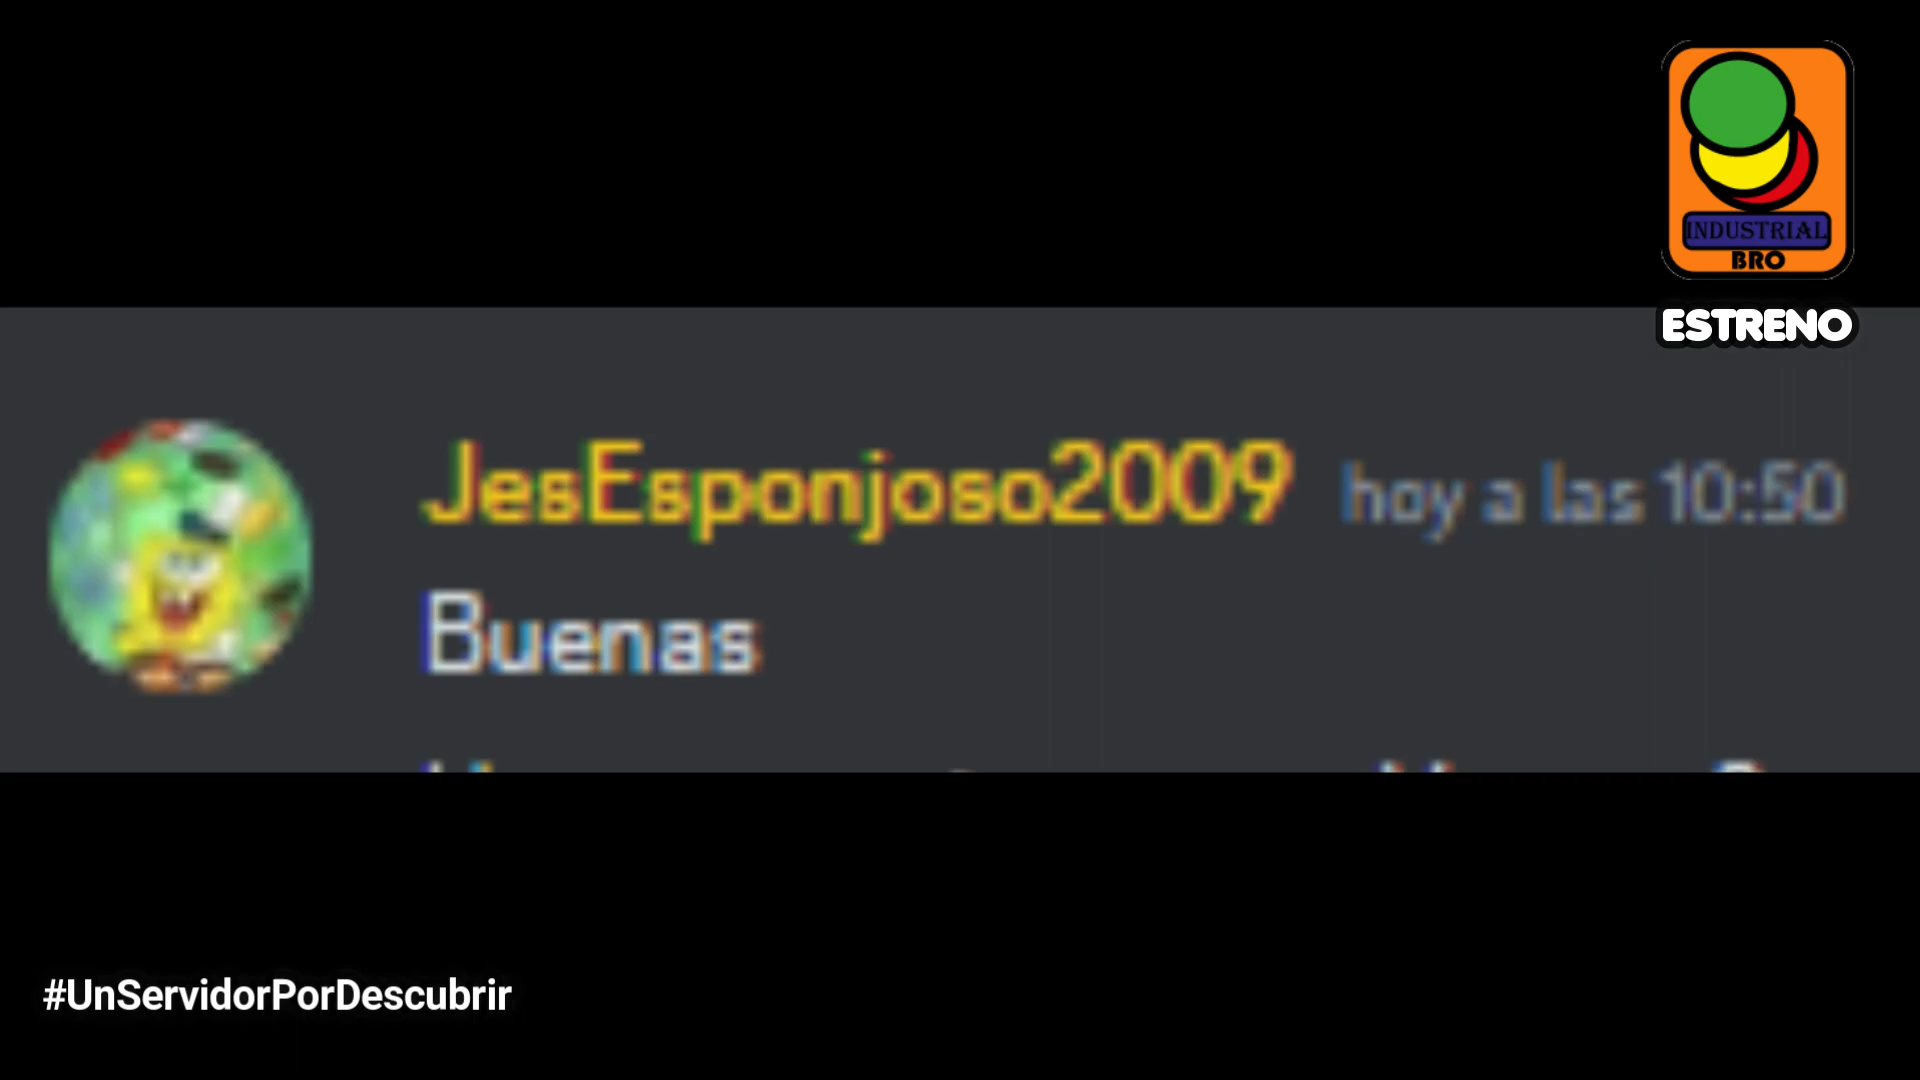 INDUSTRIAL
BRO
ESTRENO
JesEsponjoso2009 hoy a las 10:50
Buenas
#UnServidorPorDescubrir